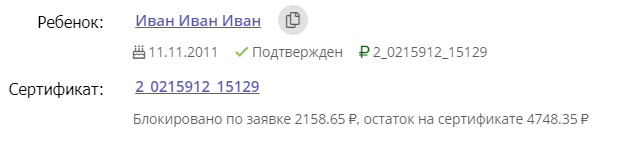 Ребенок: Иван Иван Иван
11.11.2011 Подтвержден ₽ 2_0215912_15129
Сертификат: 2_0215912_15129
Блокировано по заявке 2158.65 ₽, остаток на сертификате 4748.35 ₽